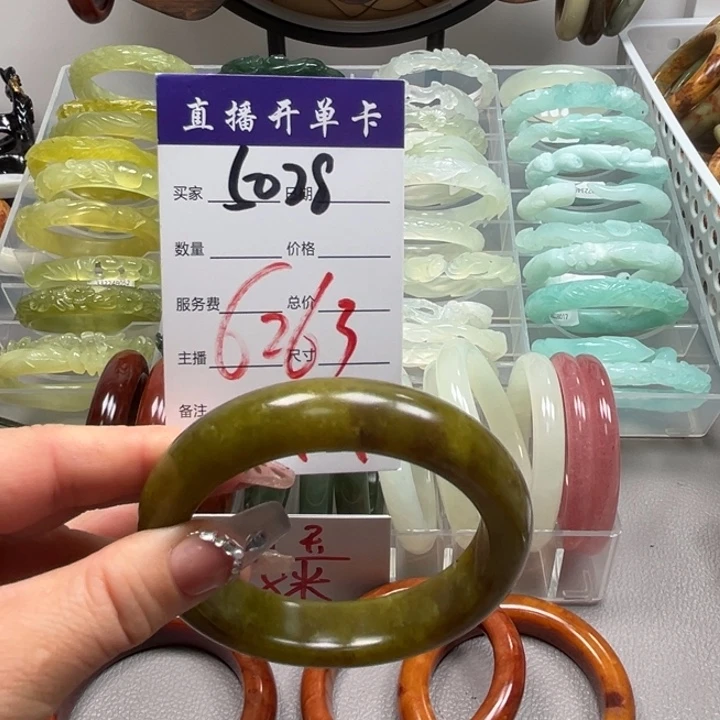 直播开单卡
买家 5028 日期
数量 价格
服务费 总价
6263
主播 尺寸
备注